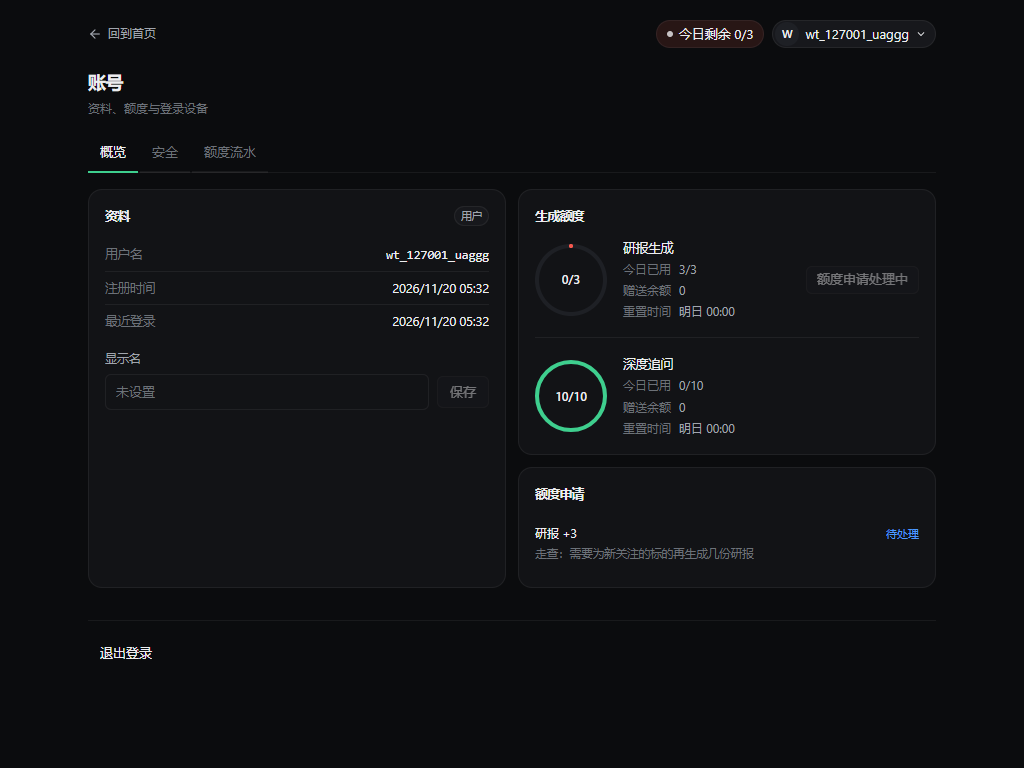 回到首页
今日剩余 0/3
W wt_127001_uaggg
账号
资料、额度与登录设备
概览 安全 额度流水
资料 用户
用户名 wt_127001_uaggg
注册时间 2026/11/20 05:32
最近登录 2026/11/20 05:32
显示名
未设置 保存
生成额度
0/3
研报生成
今日已用 3/3
赠送余额 0
重置时间 明日 00:00
额度申请处理中
10/10
深度追问
今日已用 0/10
赠送余额 0
重置时间 明日 00:00
额度申请
研报 +3 待处理
走查：需要为新关注的标的再生成几份研报
退出登录